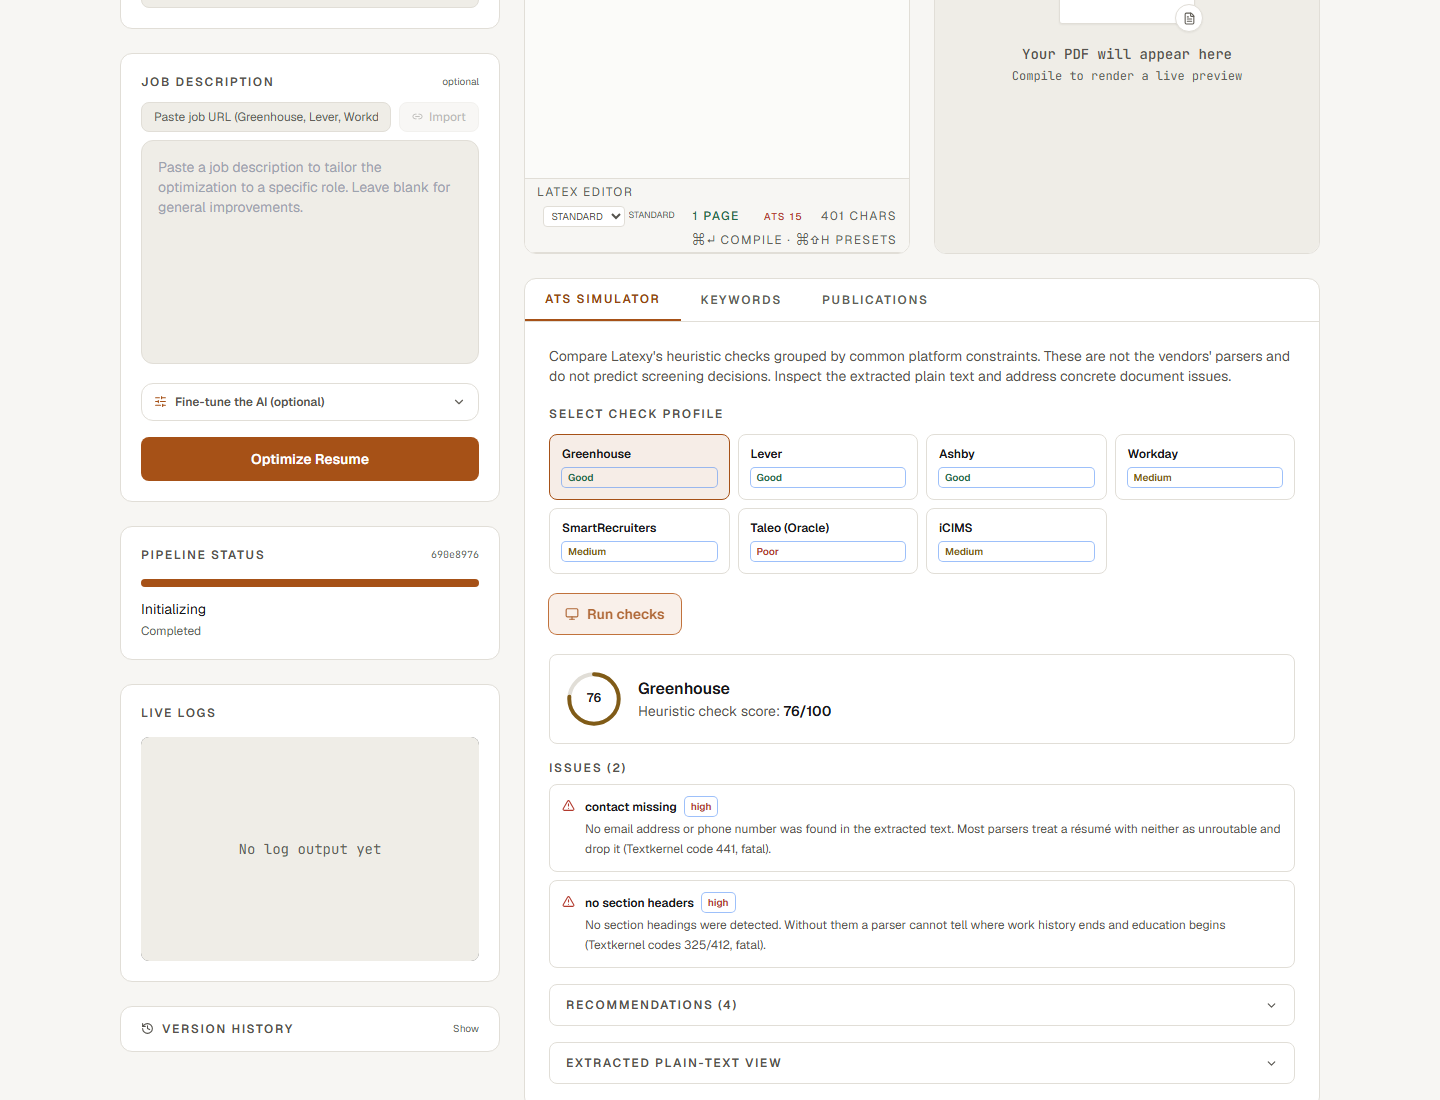 JOB DESCRIPTION
optional
Paste job URL (Greenhouse, Lever, Workd
Import
Paste a job description to tailor the
optimization to a specific role. Leave blank for
general improvements.
Fine-tune the AI (optional)
Optimize Resume
PIPELINE STATUS
690e8976
Initializing
Completed
LIVE LOGS
No log output yet
VERSION HISTORY
Show
LATEX EDITOR
STANDARD
STANDARD
1 PAGE
ATS 15
401 CHARS
⌘↵ COMPILE · ⌘⇧H PRESETS
Your PDF will appear here
Compile to render a live preview
ATS SIMULATOR
KEYWORDS
PUBLICATIONS
Compare Latexy's heuristic checks grouped by common platform constraints. These are not the vendors' parsers and
do not predict screening decisions. Inspect the extracted plain text and address concrete document issues.
SELECT CHECK PROFILE
Greenhouse
Good
Lever
Good
Ashby
Good
Workday
Medium
SmartRecruiters
Medium
Taleo (Oracle)
Poor
iCIMS
Medium
Run checks
76
Greenhouse
Heuristic check score: 76/100
ISSUES (2)
contact missing
high
No email address or phone number was found in the extracted text. Most parsers treat a résumé with neither as unroutable and
drop it (Textkernel code 441, fatal).
no section headers
high
No section headings were detected. Without them a parser cannot tell where work history ends and education begins
(Textkernel codes 325/412, fatal).
RECOMMENDATIONS (4)
EXTRACTED PLAIN-TEXT VIEW